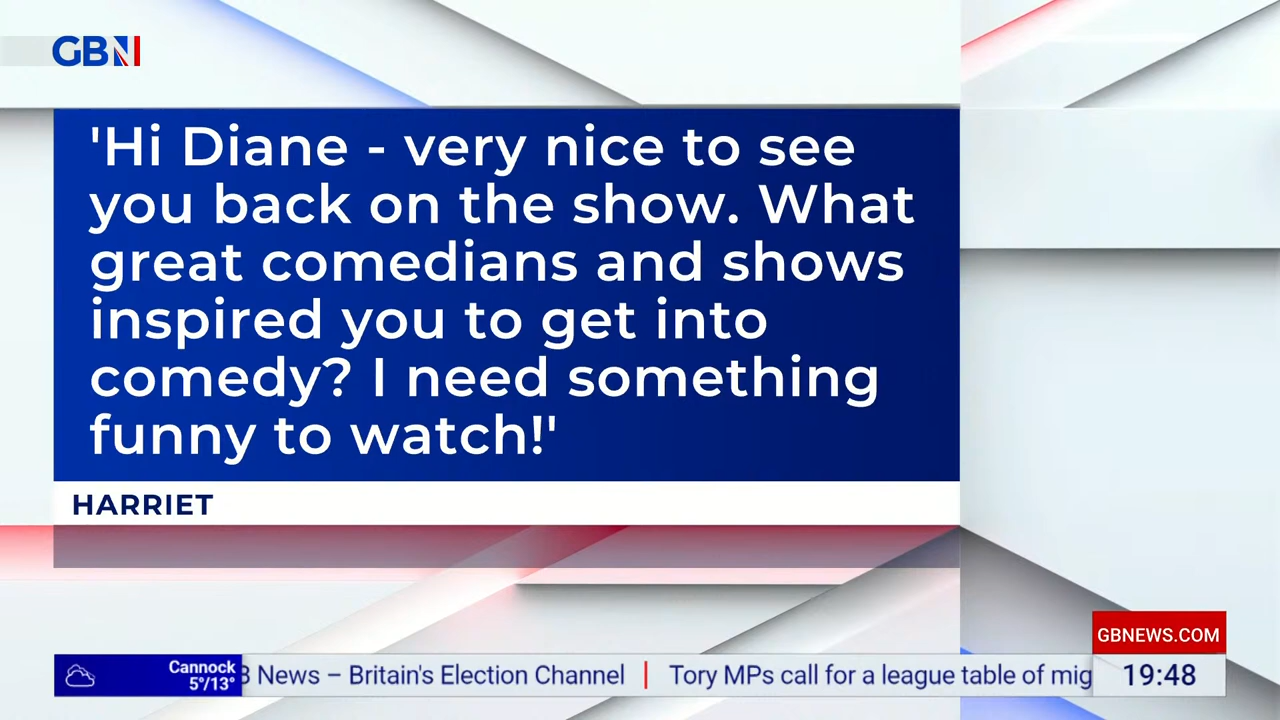 GBN
'Hi Diane - very nice to see
you back on the show. What
great comedians and shows
inspired you to get into
comedy? I need something
funny to watch!'
HARRIET
GBNEWS.COM
Cannock
5°/13°
News – Britain's Election Channel | Tory MPs call for a league table of mig
19:48